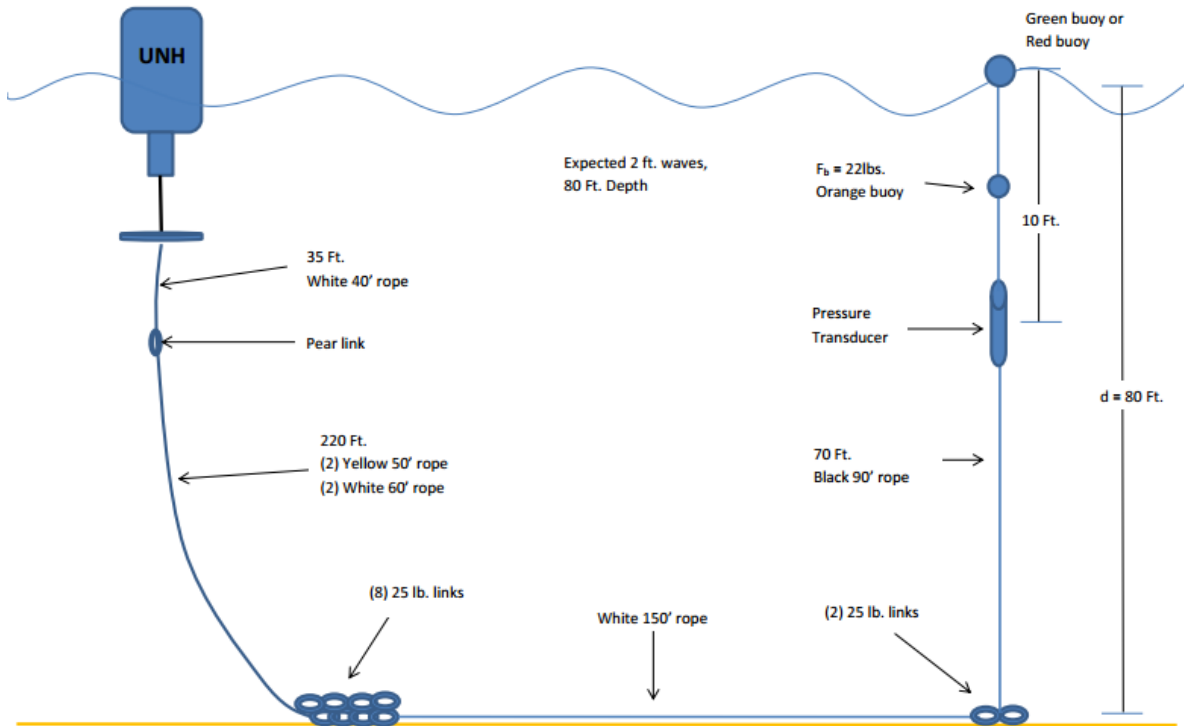 UNH
Green buoy or
Red buoy
Expected 2 ft. waves,
80 Ft. Depth
F_b = 22lbs.
Orange buoy
10 Ft.
35 Ft.
White 40' rope
Pear link
Pressure
Transducer
d = 80 Ft.
220 Ft.
(2) Yellow 50' rope
(2) White 60' rope
70 Ft.
Black 90' rope
(8) 25 lb. links
White 150' rope
(2) 25 lb. links